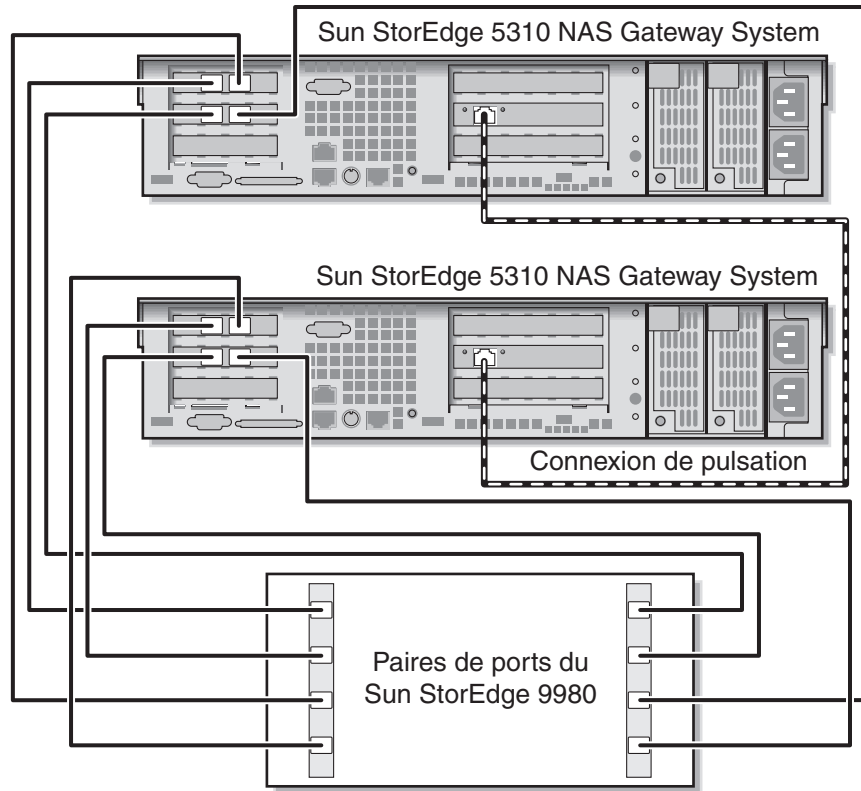 Sun StorEdge 5310 NAS Gateway System
Sun StorEdge 5310 NAS Gateway System
Connexion de pulsation
Paires de ports du
Sun StorEdge 9980